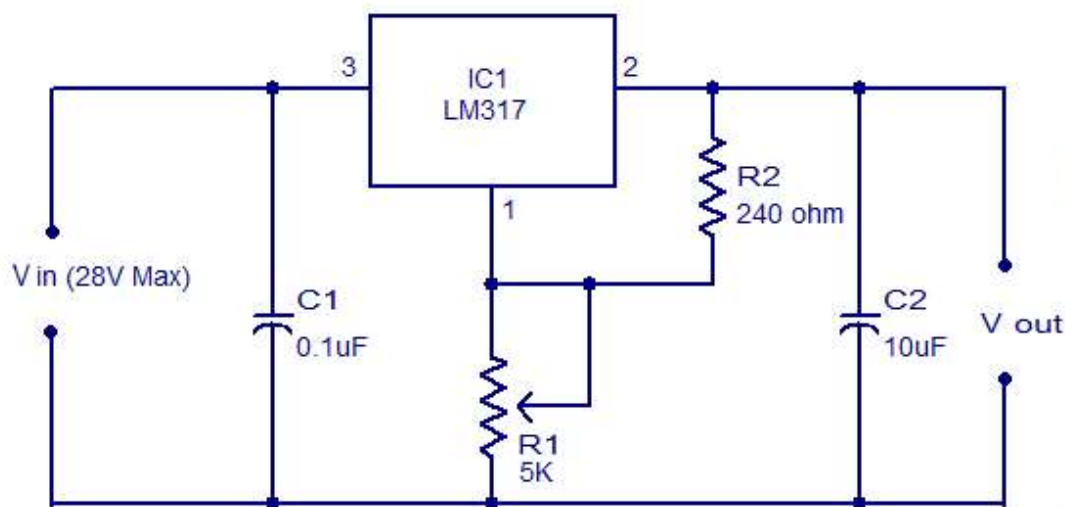 3
IC1
LM317
2
1
R2
240 ohm
V in (28V Max)
C1
0.1uF
C2
10uF
V out
R1
5K